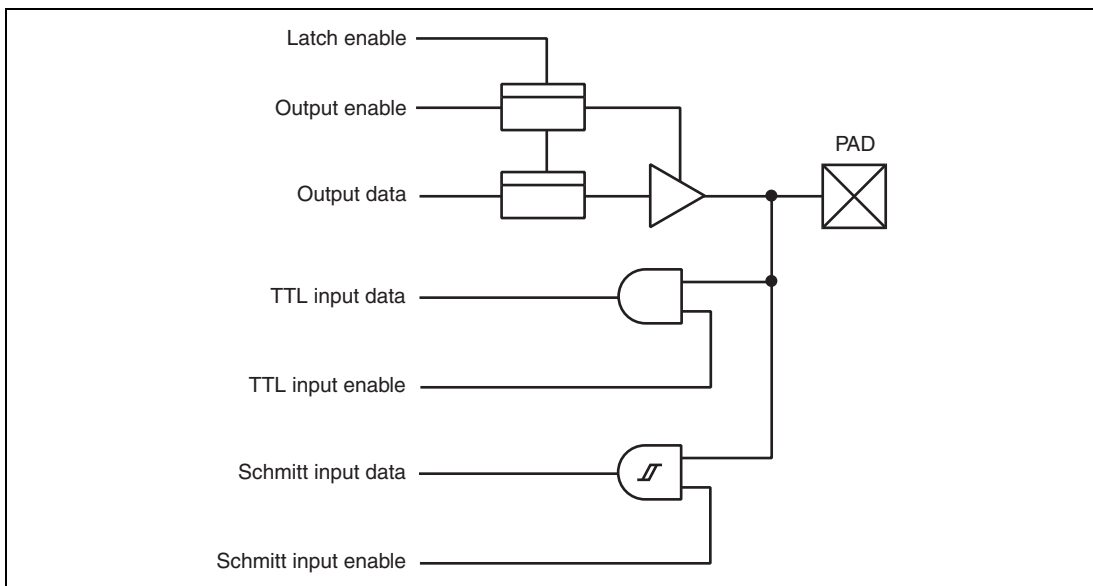 Latch enable
Output enable
PAD
Output data
TTL input data
TTL input enable
Schmitt input data
Schmitt input enable